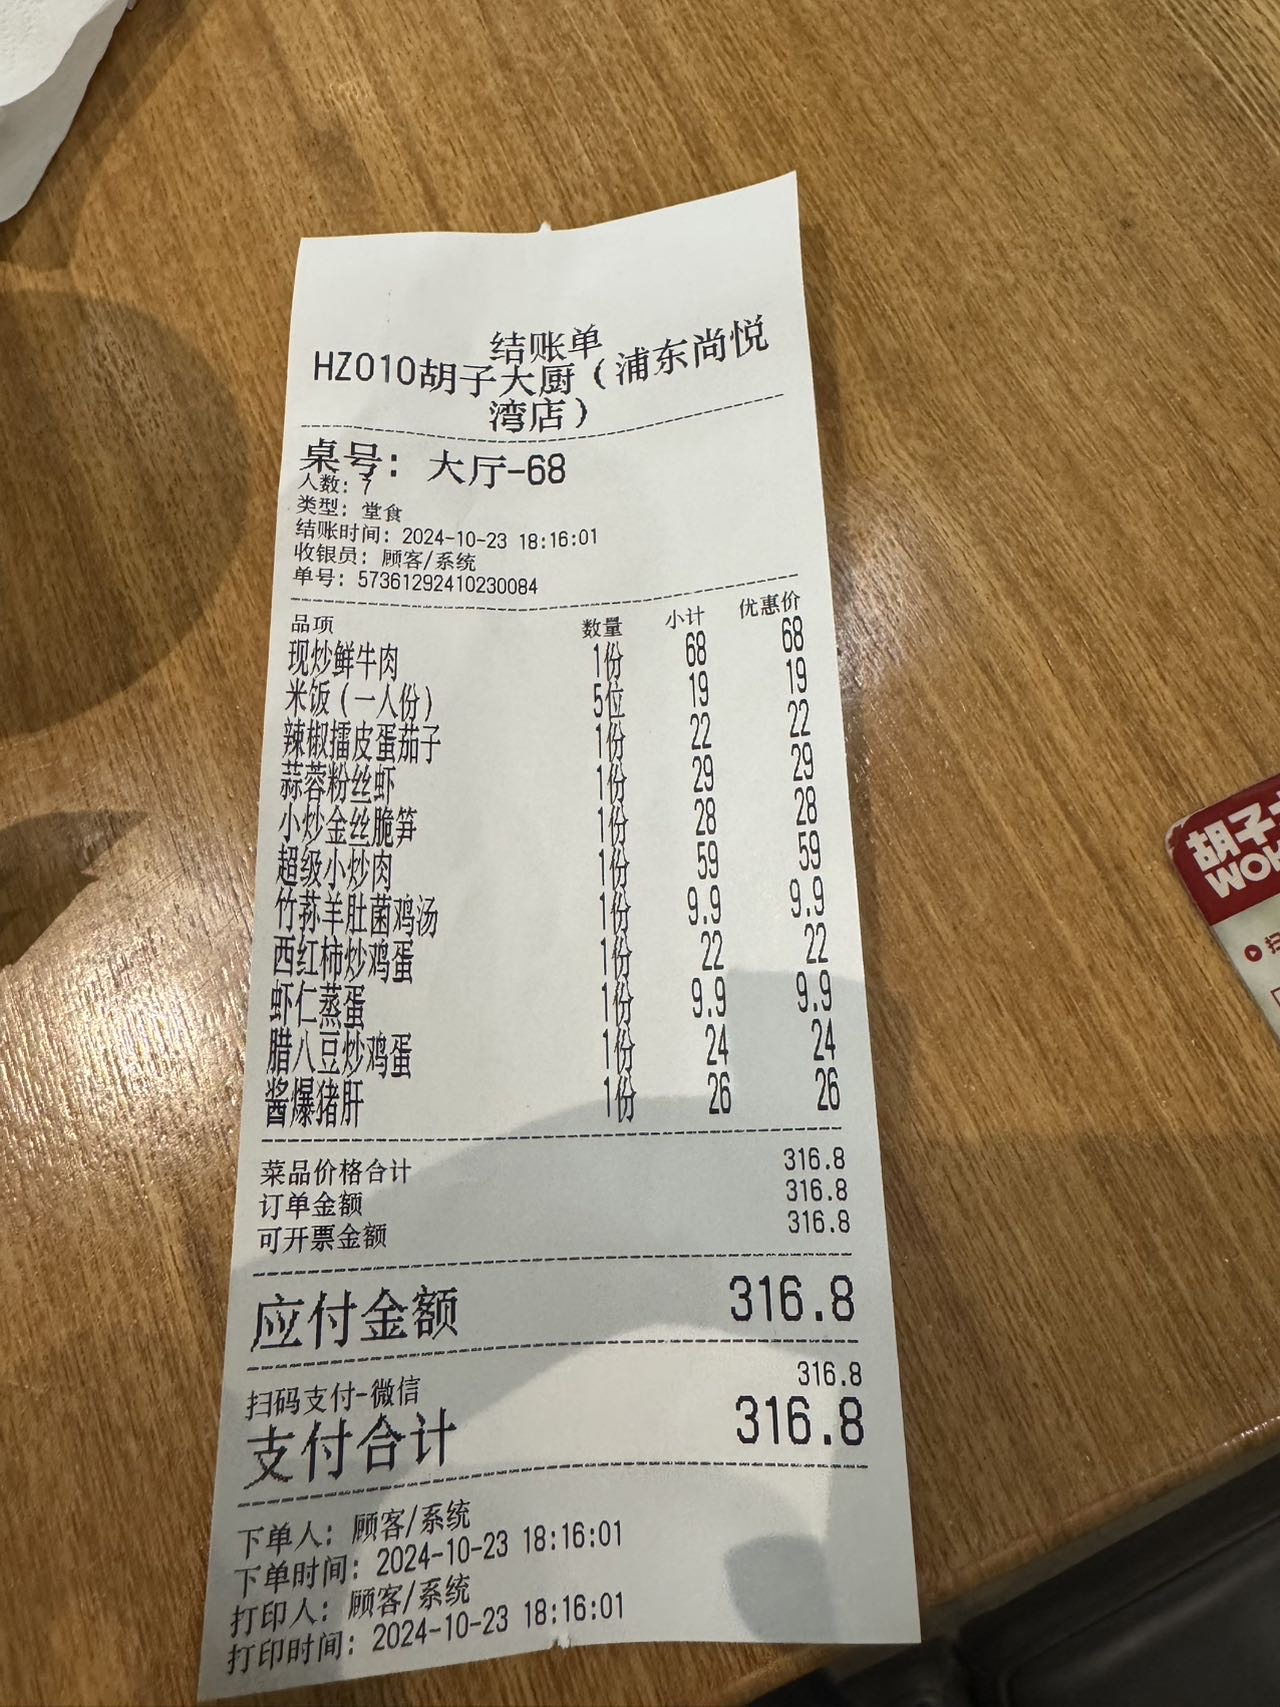 结账单
HZ010胡子大厨（浦东尚悦
湾店）
桌号：大厅-68
人数：7
类型：堂食
结账时间：2024-10-23 18:16:01
收银员：顾客/系统
单号：57361292410230084
品项 数量 小计 优惠价
现炒鲜牛肉 1份 68 68
米饭（一人份） 5位 19 19
辣椒擂皮蛋茄子 1份 22 22
蒜蓉粉丝虾 1份 29 29
小炒金丝脆笋 1份 28 28
超级小炒肉 1份 59 59
竹荪羊肚菌鸡汤 1份 9.9 9.9
西红柿炒鸡蛋 1份 22 22
虾仁蒸蛋 1份 9.9 9.9
腊八豆炒鸡蛋 1份 24 24
酱爆猪肝 1份 26 26
菜品价格合计 316.8
订单金额 316.8
可开票金额 316.8
应付金额 316.8
扫码支付-微信 316.8
支付合计 316.8
下单人：顾客/系统
下单时间：2024-10-23 18:16:01
打印人：顾客/系统
打印时间：2024-10-23 18:16:01
胡子
WO